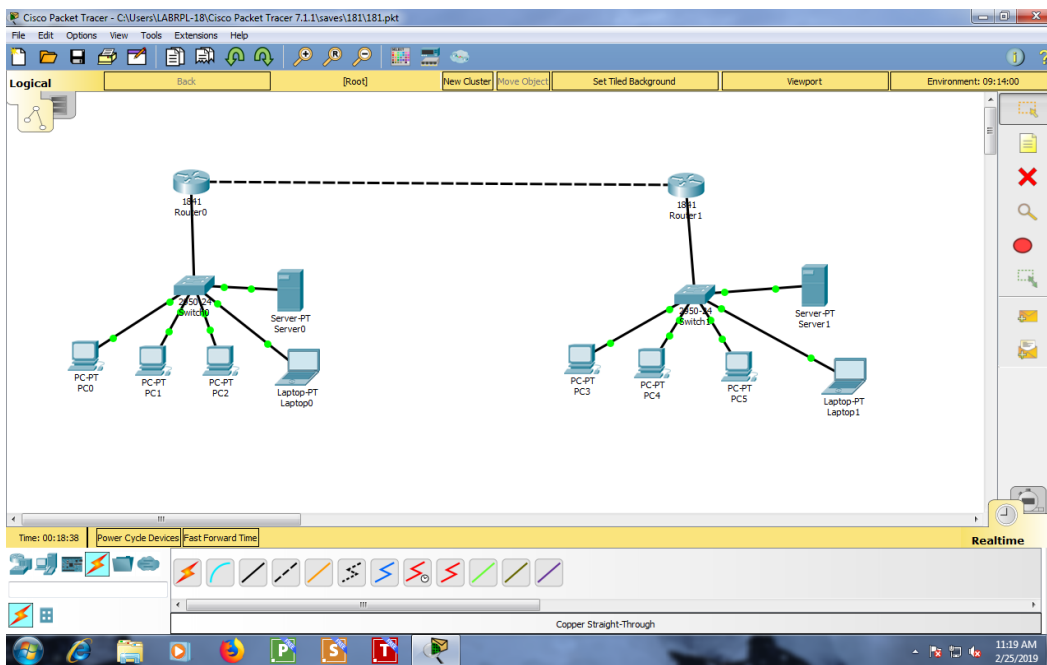 Cisco Packet Tracer - C:\Users\LABRPL-18\Cisco Packet Tracer 7.1.1\saves\181\181.pkt
File Edit Options View Tools Extensions Help
Logical Back [Root] New Cluster Move Object Set Tiled Background Viewport Environment: 09:14:00
1841
Router0
1841
Router1
2950-24
Switch0
Server-PT
Server0
2950-24
Switch1
Server-PT
Server1
PC-PT
PC0
PC-PT
PC1
PC-PT
PC2
Laptop-PT
Laptop0
PC-PT
PC3
PC-PT
PC4
PC-PT
PC5
Laptop-PT
Laptop1
Time: 00:18:38 Power Cycle Devices Fast Forward Time Realtime
Copper Straight-Through
11:19 AM
2/25/2019